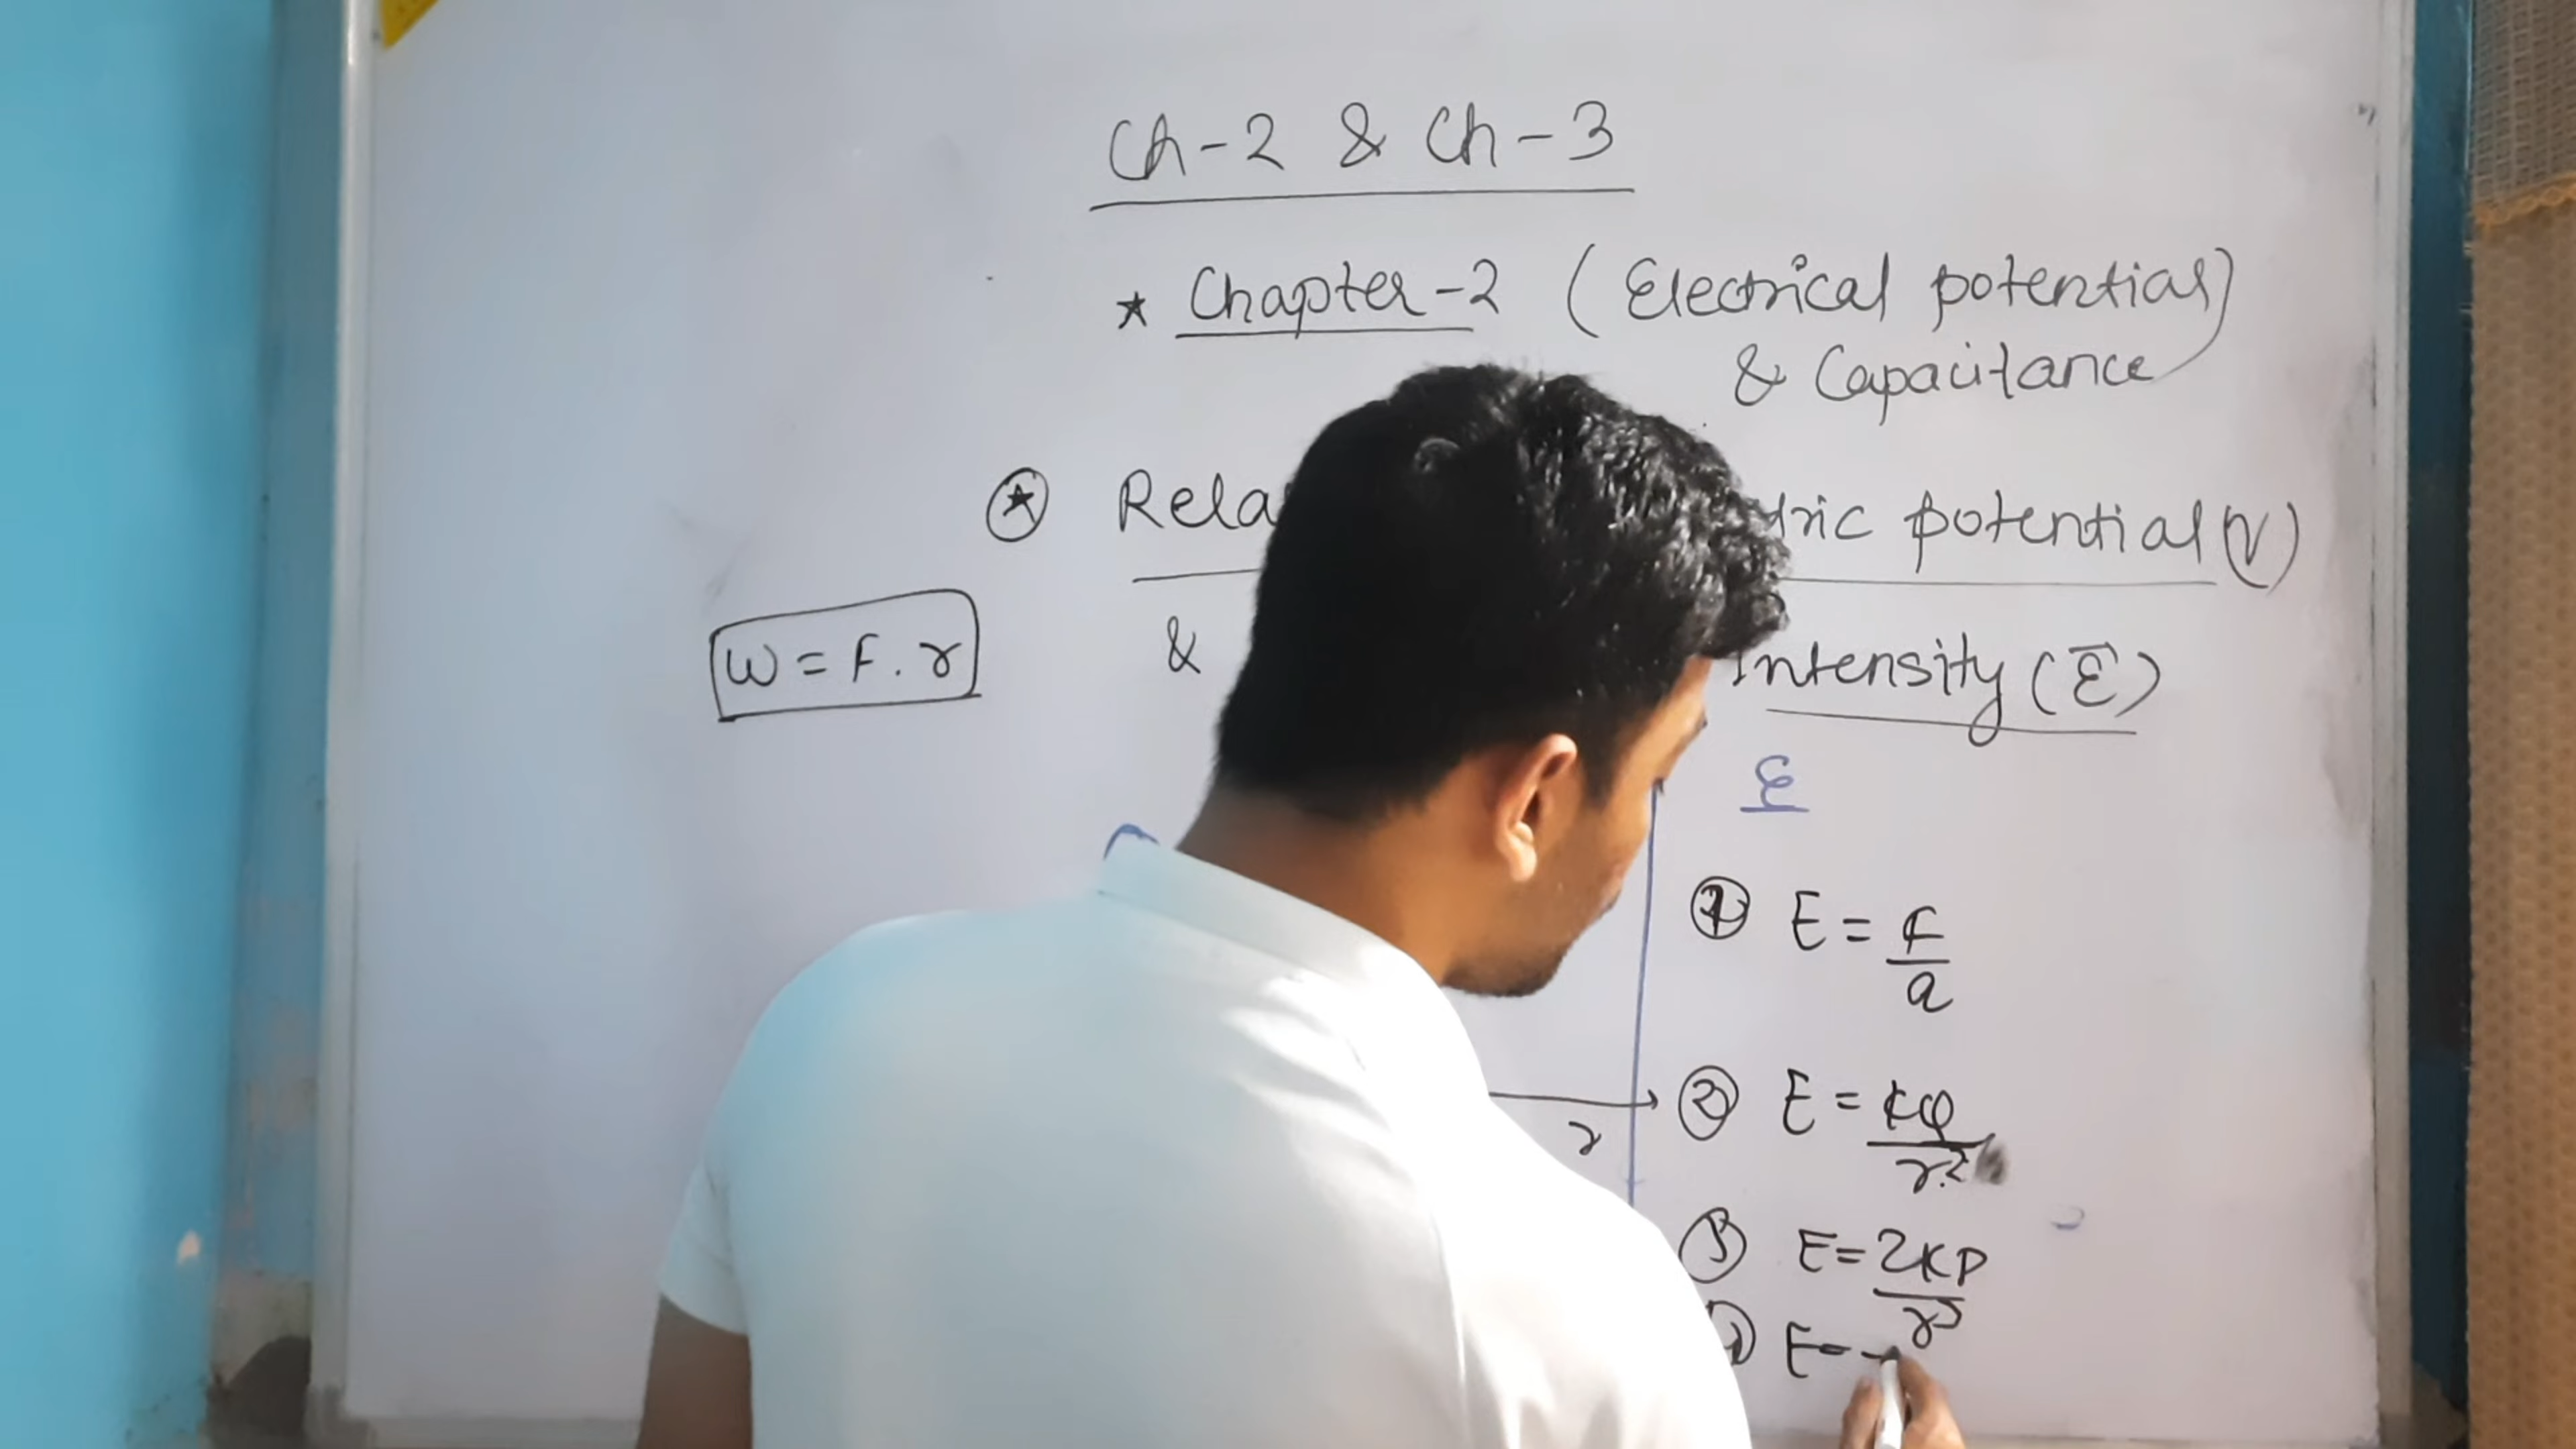 Ch-2 & Ch-3
★ Chapter-2 (Electrical potential)
& Capacitance
★ Rela tric potential (V)
& Intensity (E⃗)
W = F.r
E
① E = F/q
② E = KQ/r²
r
③ E = 2KP/r³
E = -